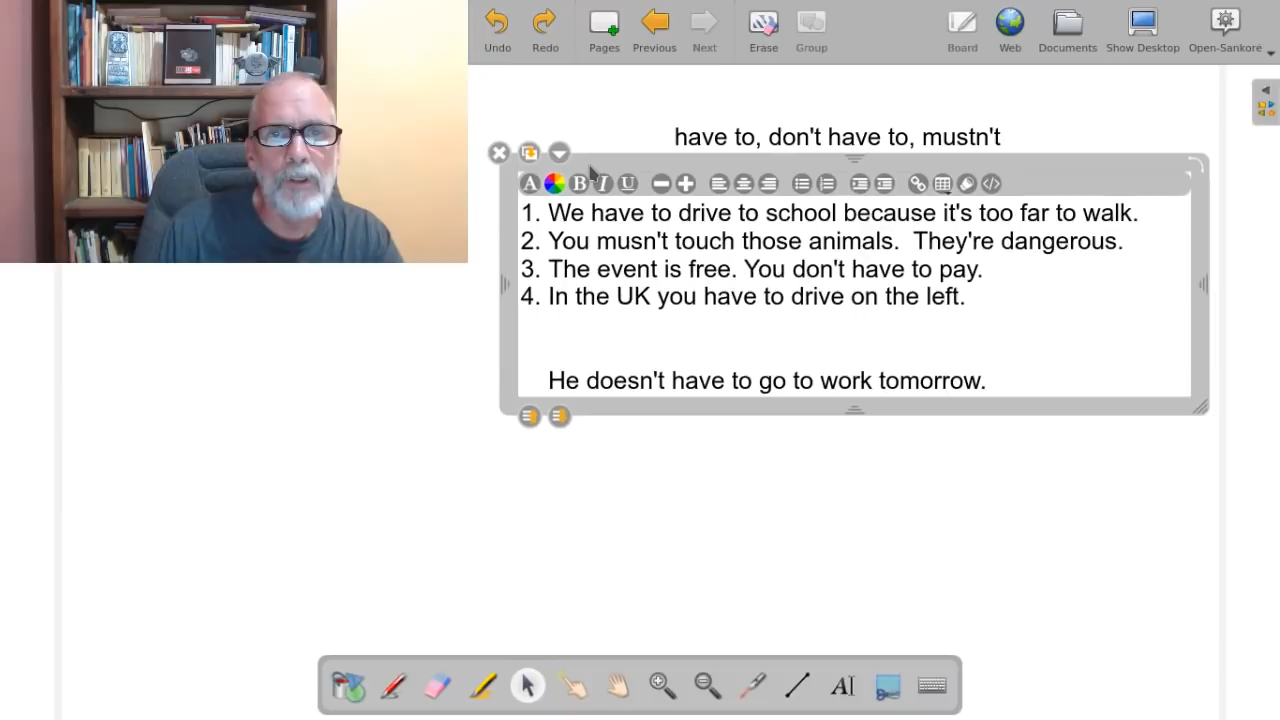 Undo
Redo
Pages
Previous
Next
Erase
Group
Board
Web
Documents
Show Desktop
Open-Sankore
have to, don't have to, mustn't
1. We have to drive to school because it's too far to walk.
2. You musn't touch those animals.  They're dangerous.
3. The event is free. You don't have to pay.
4. In the UK you have to drive on the left.
He doesn't have to go to work tomorrow.